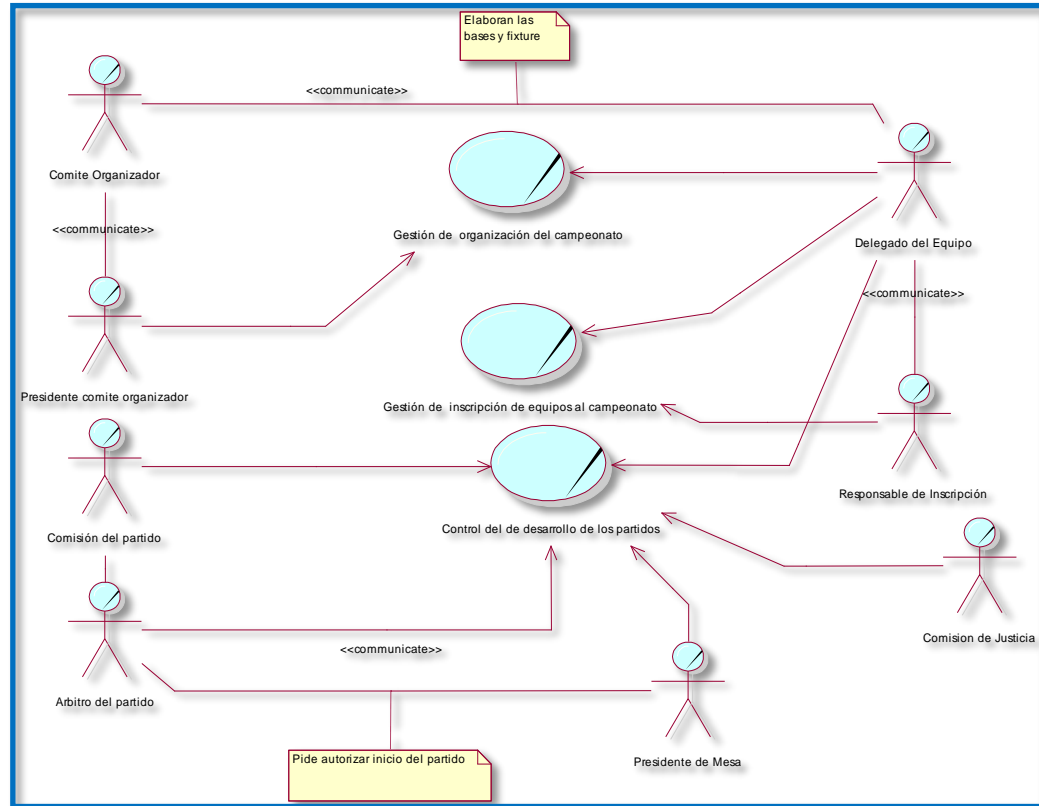 Elaboran las
bases y fixture
<<communicate>>
Comite Organizador
Gestión de organización del campeonato
Delegado del Equipo
<<communicate>>
<<communicate>>
Presidente comite organizador
Gestión de inscripción de equipos al campeonato
Responsable de Inscripción
Comisión del partido
Control del de desarrollo de los partidos
Comision de Justicia
<<communicate>>
Arbitro del partido
Pide autorizar inicio del partido
Presidente de Mesa